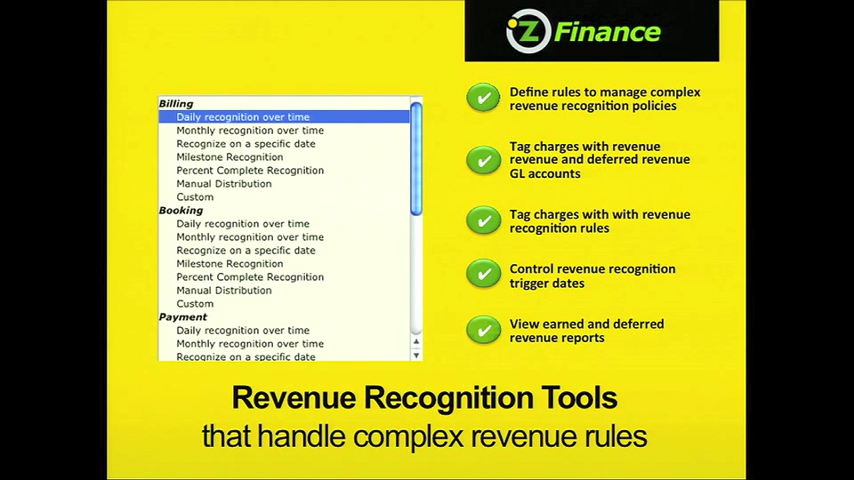 Z Finance
Billing
Daily recognition over time
Monthly recognition over time
Recognize on a specific date
Milestone Recognition
Percent Complete Recognition
Manual Distribution
Custom
Booking
Daily recognition over time
Monthly recognition over time
Recognize on a specific date
Milestone Recognition
Percent Complete Recognition
Manual Distribution
Custom
Payment
Daily recognition over time
Monthly recognition over time
Recognize on a specific date
Define rules to manage complex
revenue recognition policies
Tag charges with revenue
revenue and deferred revenue
GL accounts
Tag charges with with revenue
recognition rules
Control revenue recognition
trigger dates
View earned and deferred
revenue reports
Revenue Recognition Tools
that handle complex revenue rules